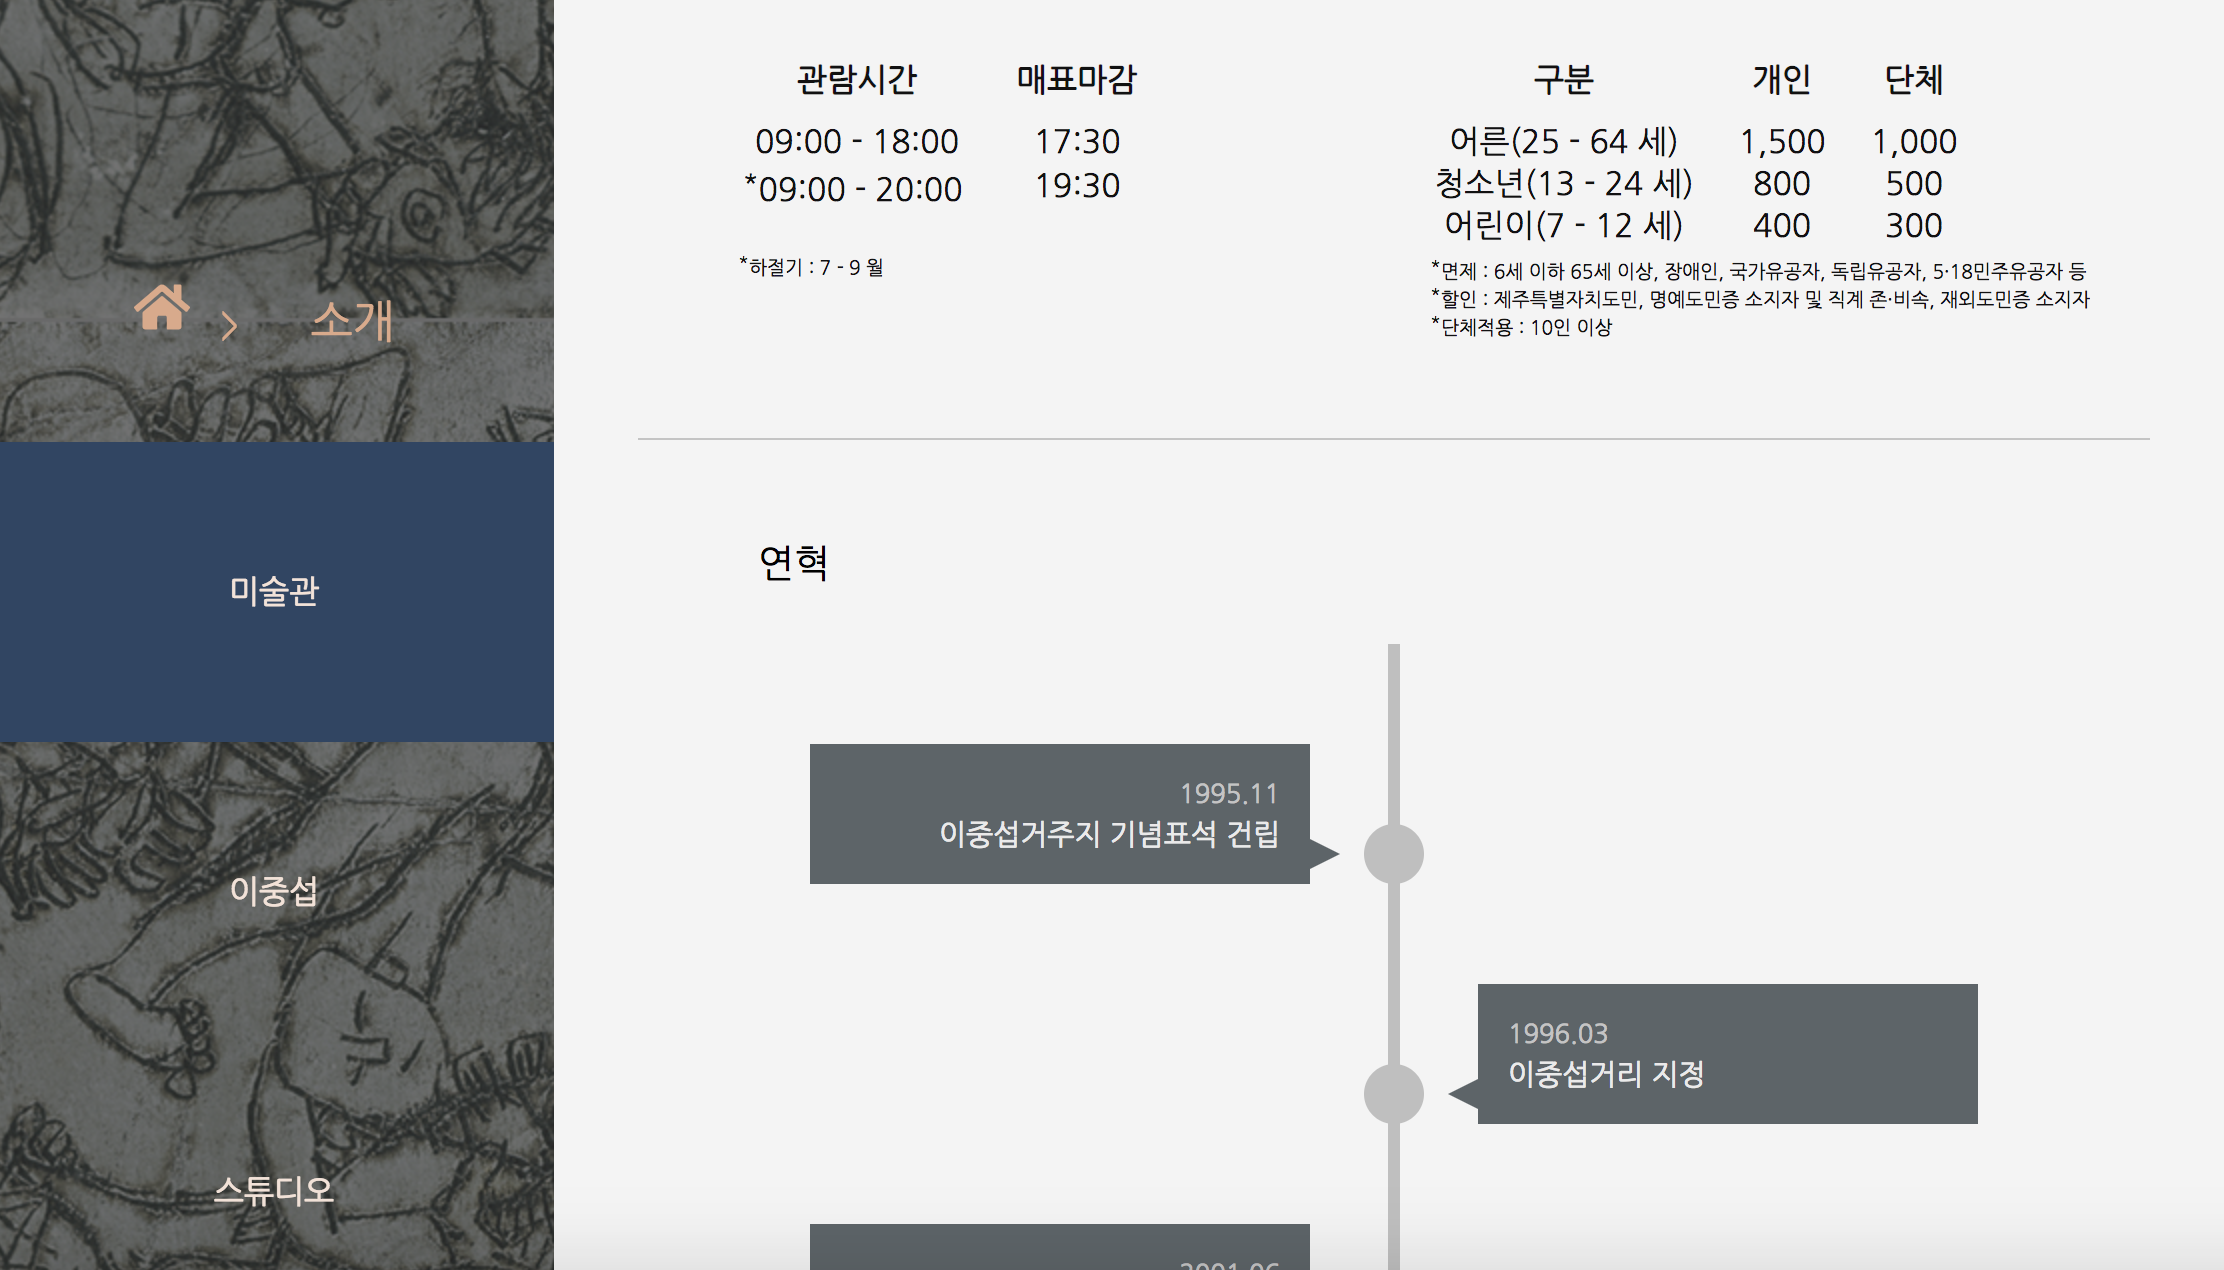 소개
미술관
이중섭
스튜디오
관람시간 매표마감
09:00 - 18:00 17:30
*09:00 - 20:00 19:30
*하절기 : 7 - 9 월
구분 개인 단체
어른(25 - 64 세) 1,500 1,000
청소년(13 - 24 세) 800 500
어린이(7 - 12 세) 400 300
*면제 : 6세 이하 65세 이상, 장애인, 국가유공자, 독립유공자, 5·18민주유공자 등
*할인 : 제주특별자치도민, 명예도민증 소지자 및 직계 존·비속, 재외도민증 소지자
*단체적용 : 10인 이상
연혁
1995.11
이중섭거주지 기념표석 건립
1996.03
이중섭거리 지정